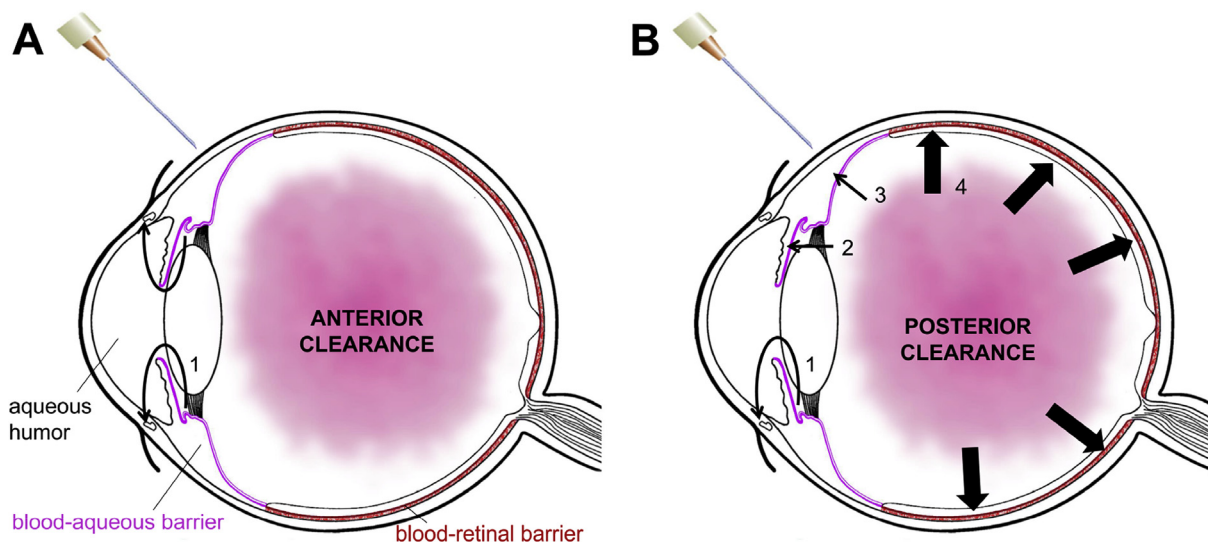 A
ANTERIOR
CLEARANCE
1
aqueous
humor
blood-aqueous barrier
blood-retinal barrier
B
3
4
2
POSTERIOR
CLEARANCE
1